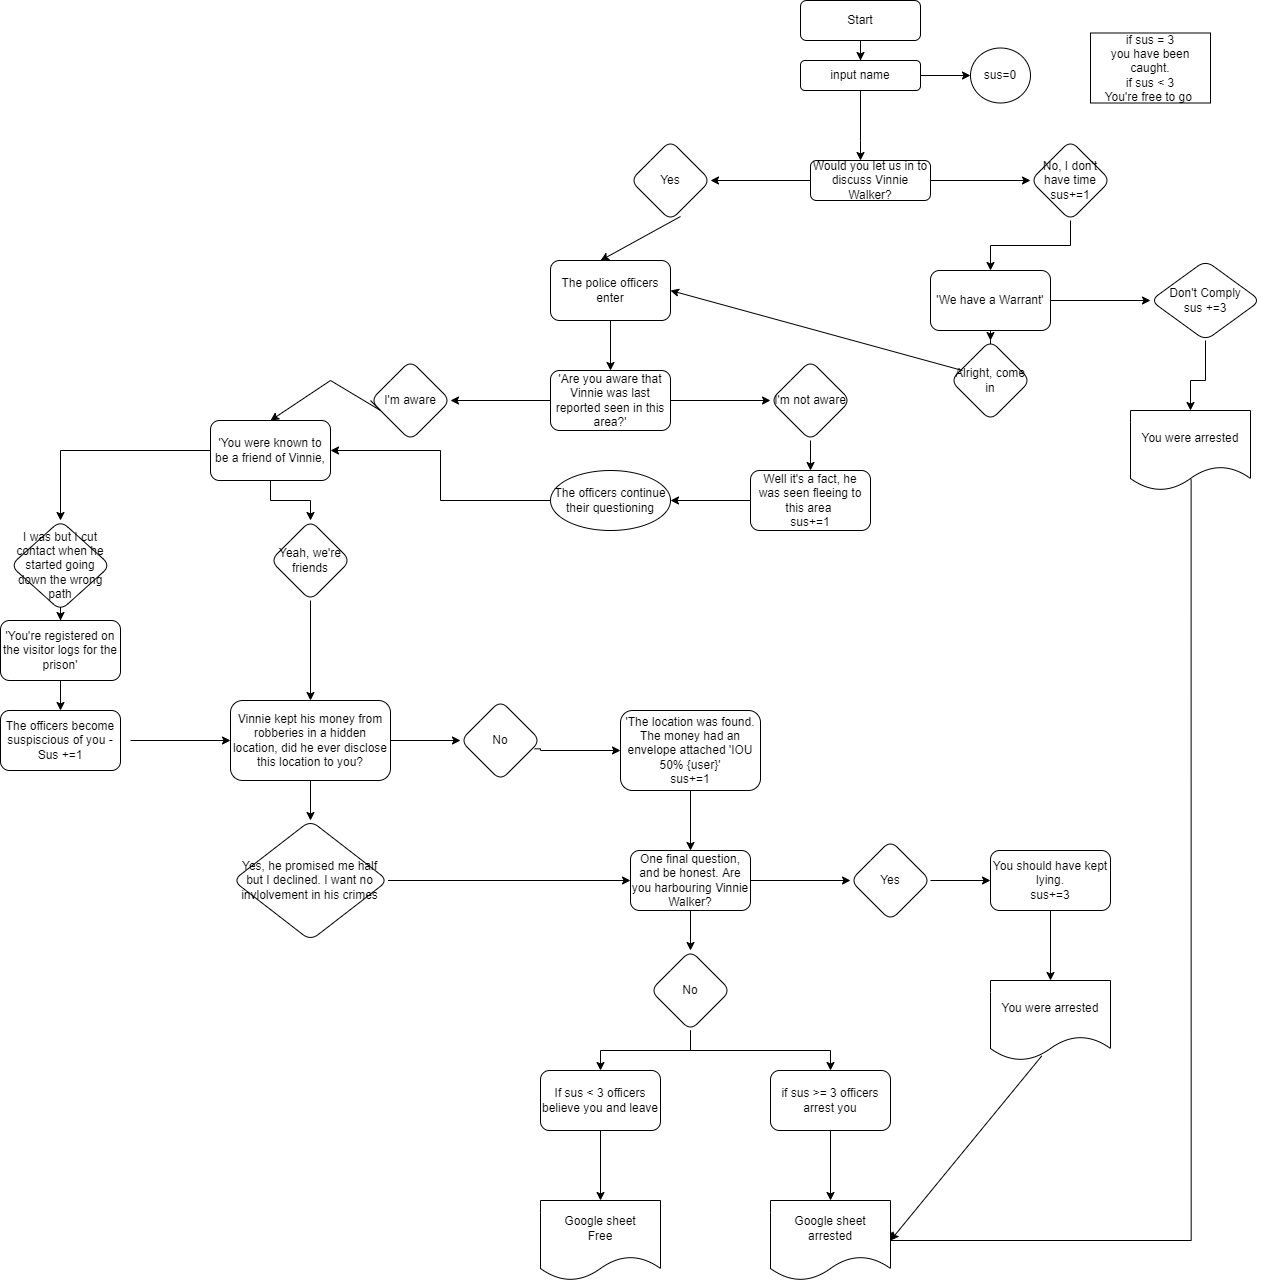 Start
input name
sus=0
if sus = 3
you have been
caught.
if sus < 3
You're free to go
Yes
Would you let us in to
discuss Vinnie
Walker?
No, I don't
have time
sus+=1
The police officers
enter
'We have a Warrant'
Don't Comply
sus +=3
Alright, come
in
I'm aware
'Are you aware that
Vinnie was last
reported seen in this
area?'
I'm not aware
You were arrested
'You were known to
be a friend of Vinnie,
The officers continue
their questioning
Well it's a fact, he
was seen fleeing to
this area
sus+=1
I was but I cut
contact when he
started going
down the wrong
path
Yeah, we're
friends
'You're registered on
the visitor logs for the
prison'
The officers become
suspiscious of you -
Sus +=1
Vinnie kept his money from
robberies in a hidden
location, did he ever disclose
this location to you?
No
'The location was found.
The money had an
envelope attached 'IOU
50% {user}'
sus+=1
Yes, he promised me half
but I declined. I want no
invlolvement in his crimes
One final question,
and be honest. Are
you harbouring Vinnie
Walker?
Yes
You should have kept
lying.
sus+=3
No
You were arrested
If sus < 3 officers
believe you and leave
if sus >= 3 officers
arrest you
Google sheet
Free
Google sheet
arrested